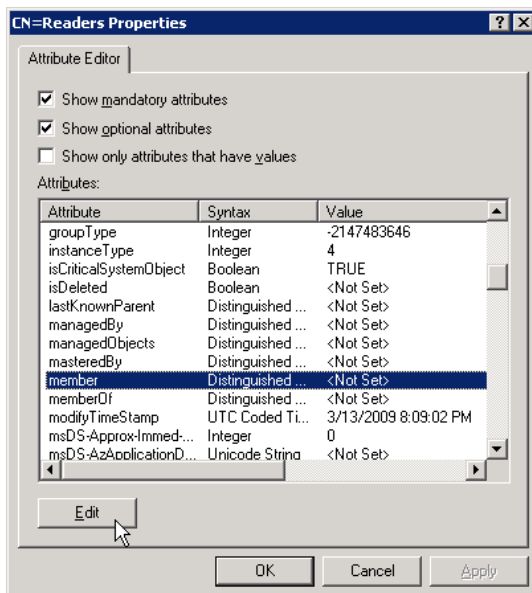 CN=Readers Properties
Attribute Editor
Show mandatory attributes
Show optional attributes
Show only attributes that have values
Attributes:
Attribute Syntax Value
groupType Integer -2147483646
instanceType Integer 4
isCriticalSystemObject Boolean TRUE
isDeleted Boolean <Not Set>
lastKnownParent Distinguished ... <Not Set>
managedBy Distinguished ... <Not Set>
managedObjects Distinguished ... <Not Set>
masteredBy Distinguished ... <Not Set>
member Distinguished ... <Not Set>
memberOf Distinguished ... <Not Set>
modifyTimeStamp UTC Coded Ti... 3/13/2009 8:09:02 PM
msDS-Approx-Immed-... Integer 0
msDS-AzApplicationD... Unicode String <Not Set>
Edit
OK Cancel Apply